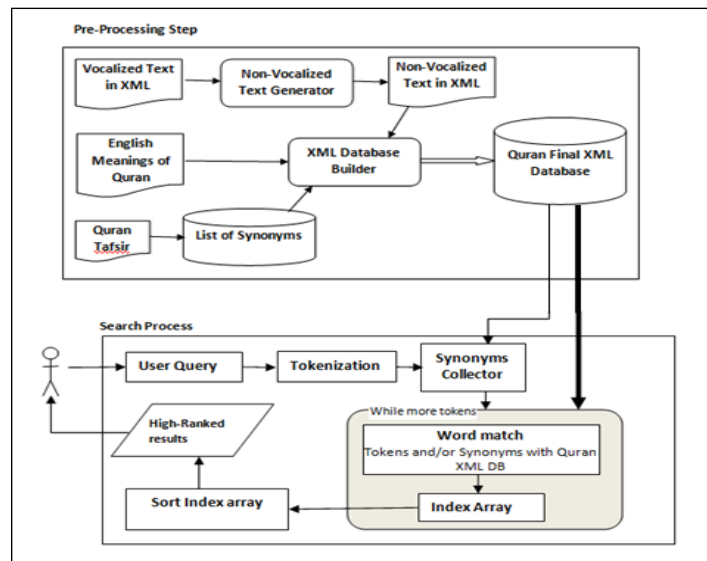 Pre-Processing Step
Vocalized Text
in XML
Non-Vocalized
Text Generator
Non-Vocalized
Text in XML
English
Meanings of
Quran
XML Database
Builder
Quran Final XML
Database
Quran
Tafsir
List of Synonyms
Search Process
User Query
Tokenization
Synonyms
Collector
High-Ranked
results
While more tokens
Word match
Tokens and/or Synonyms with Quran
XML DB
Sort Index array
Index Array